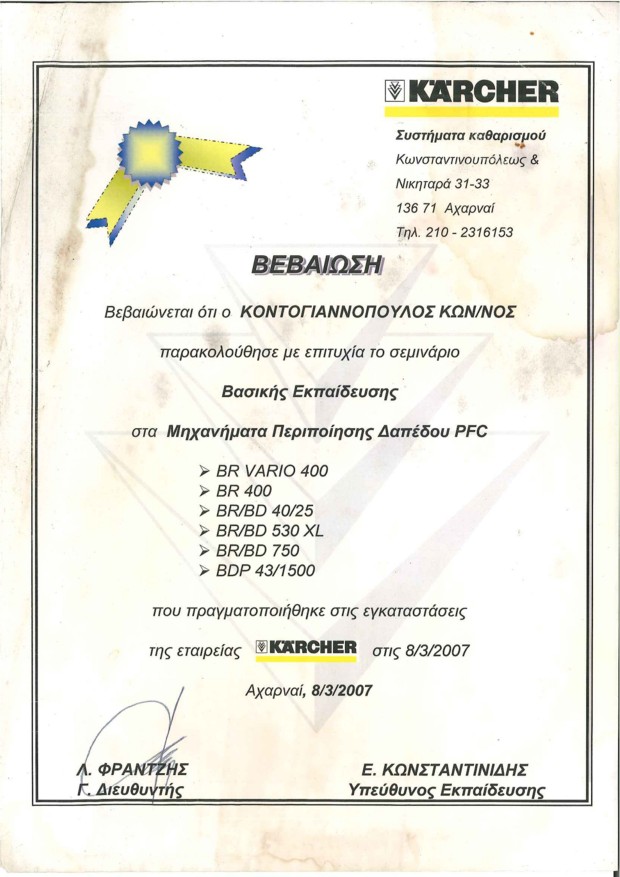 KÄRCHER
Συστήματα καθαρισμού
Κωνσταντινουπόλεως &
Νικηταρά 31-33
136 71 Αχαρναί
Τηλ. 210 - 2316153
ΒΕΒΑΙΩΣΗ
Βεβαιώνεται ότι ο ΚΟΝΤΟΓΙΑΝΝΟΠΟΥΛΟΣ ΚΩΝ/ΝΟΣ
παρακολούθησε με επιτυχία το σεμινάριο
Βασικής Εκπαίδευσης
στα Μηχανήματα Περιποίησης Δαπέδου PFC
➢ BR VARIO 400
➢ BR 400
➢ BR/BD 40/25
➢ BR/BD 530 XL
➢ BR/BD 750
➢ BDP 43/1500
που πραγματοποιήθηκε στις εγκαταστάσεις
της εταιρείας KÄRCHER στις 8/3/2007
Αχαρναί, 8/3/2007
Λ. ΦΡΑΝΤΖΗΣ Ε. ΚΩΝΣΤΑΝΤΙΝΙΔΗΣ
Γ. Διευθυντής Υπεύθυνος Εκπαίδευσης